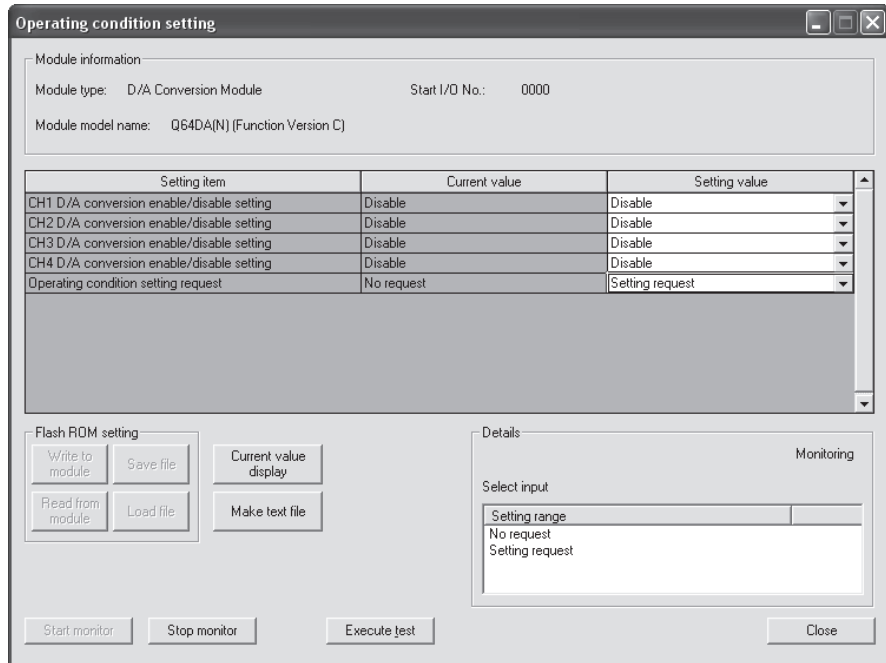 Operating condition setting
Module information
Module type: D/A Conversion Module Start I/O No.: 0000
Module model name: Q64DA(N) (Function Version C)
Setting item Current value Setting value
CH1 D/A conversion enable/disable setting Disable Disable
CH2 D/A conversion enable/disable setting Disable Disable
CH3 D/A conversion enable/disable setting Disable Disable
CH4 D/A conversion enable/disable setting Disable Disable
Operating condition setting request No request Setting request
Flash ROM setting
Write to
module
Save file
Read from
module
Load file
Current value
display
Make text file
Details
Monitoring
Select input
Setting range
No request
Setting request
Start monitor Stop monitor Execute test Close